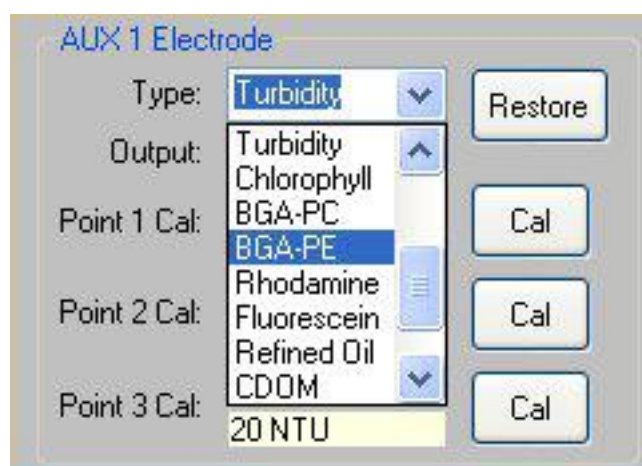 AUX 1 Electrode
Type: Turbidity Restore
Output: Turbidity
Chlorophyll
Point 1 Cal: BGA-PC Cal
BGA-PE
Rhodamine
Point 2 Cal: Fluorescein Cal
Refined Oil
CDOM
Point 3 Cal: Cal
20 NTU